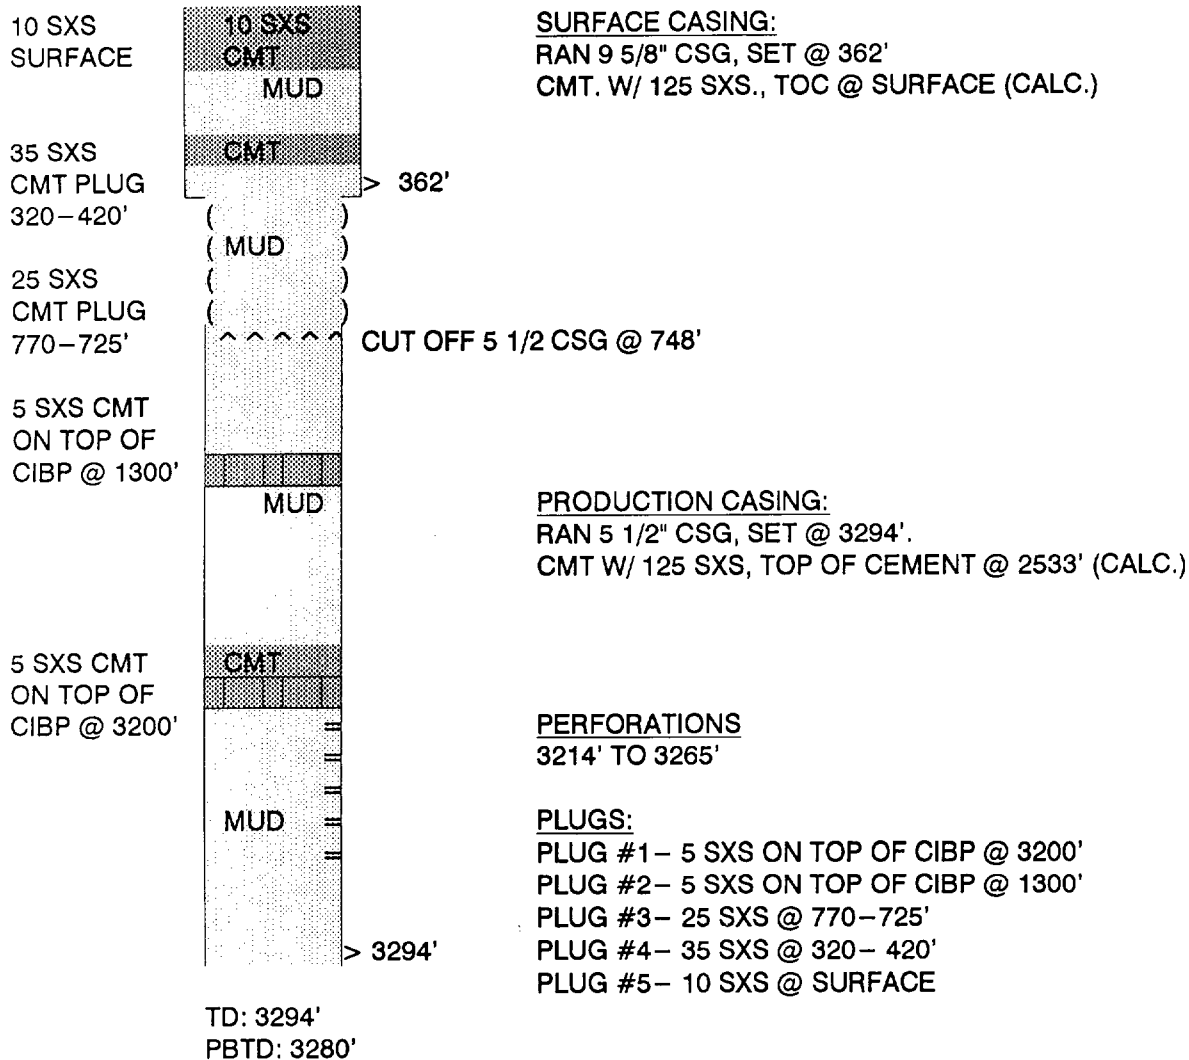 10 SXS
SURFACE
10 SXS
CMT
MUD
35 SXS
CMT PLUG
320-420'
CMT
> 362'
MUD
25 SXS
CMT PLUG
770-725'
^ ^ ^ ^ ^ CUT OFF 5 1/2 CSG @ 748'
5 SXS CMT
ON TOP OF
CIBP @ 1300'
MUD
5 SXS CMT
ON TOP OF
CIBP @ 3200'
CMT
MUD
> 3294'
TD: 3294'
PBTD: 3280'
SURFACE CASING:
RAN 9 5/8" CSG, SET @ 362'
CMT. W/ 125 SXS., TOC @ SURFACE (CALC.)
PRODUCTION CASING:
RAN 5 1/2" CSG, SET @ 3294'.
CMT W/ 125 SXS, TOP OF CEMENT @ 2533' (CALC.)
PERFORATIONS
3214' TO 3265'
PLUGS:
PLUG #1- 5 SXS ON TOP OF CIBP @ 3200'
PLUG #2- 5 SXS ON TOP OF CIBP @ 1300'
PLUG #3- 25 SXS @ 770-725'
PLUG #4- 35 SXS @ 320- 420'
PLUG #5- 10 SXS @ SURFACE